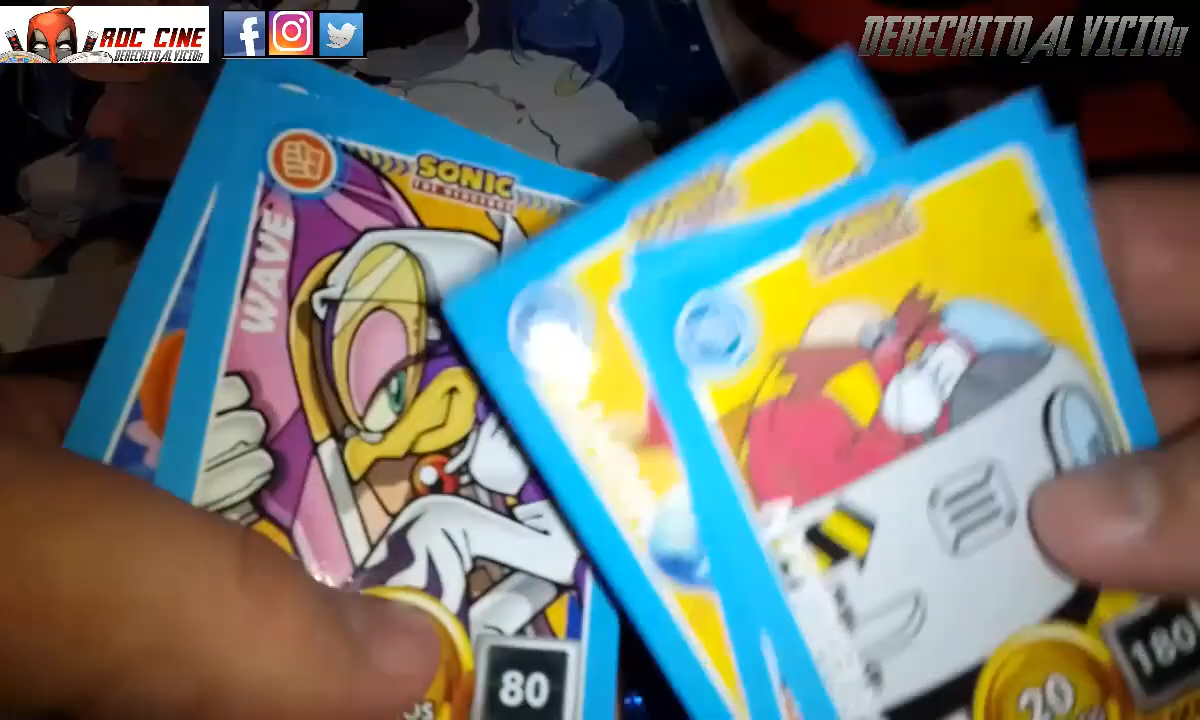 RDC CINE
DERECHITO AL VICIO!!
DERECHITO AL VICIO!!
SONIC
THE HEDGEHOG
WAVE
80
20
180